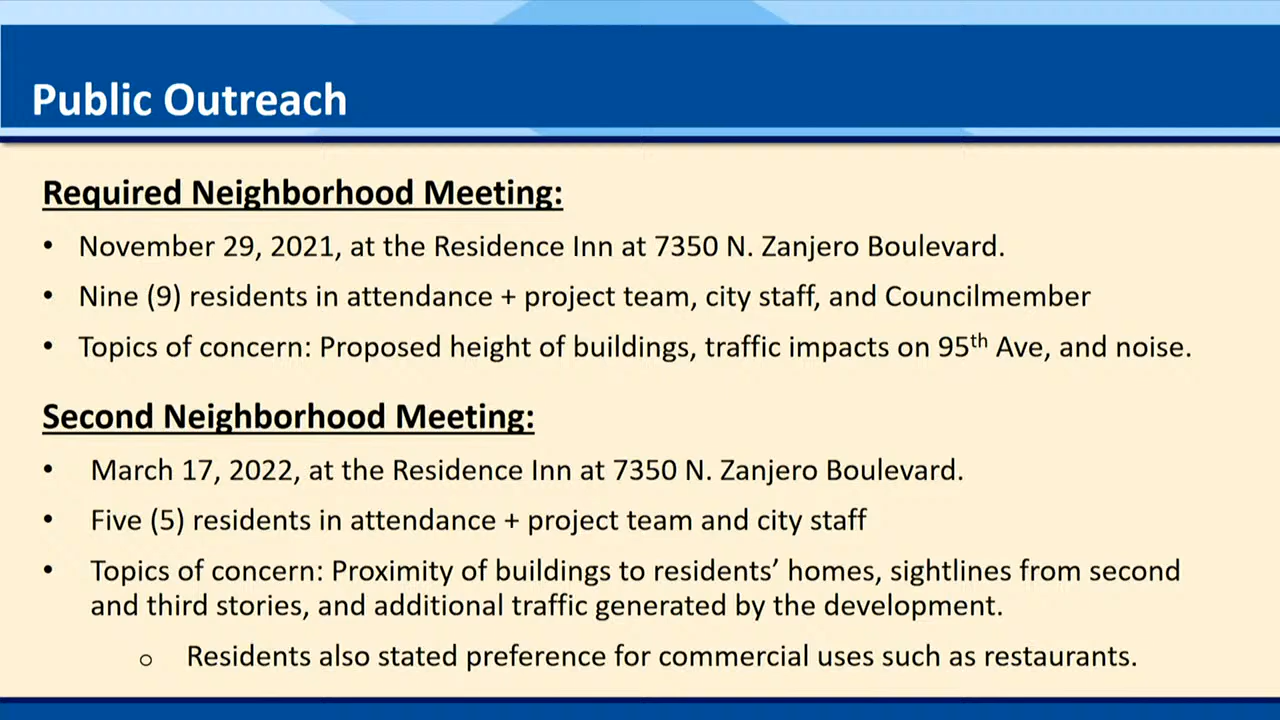 Public Outreach
Required Neighborhood Meeting:
• November 29, 2021, at the Residence Inn at 7350 N. Zanjero Boulevard.
• Nine (9) residents in attendance + project team, city staff, and Councilmember
• Topics of concern: Proposed height of buildings, traffic impacts on 95th Ave, and noise.
Second Neighborhood Meeting:
• March 17, 2022, at the Residence Inn at 7350 N. Zanjero Boulevard.
• Five (5) residents in attendance + project team and city staff
• Topics of concern: Proximity of buildings to residents’ homes, sightlines from second
and third stories, and additional traffic generated by the development.
o Residents also stated preference for commercial uses such as restaurants.